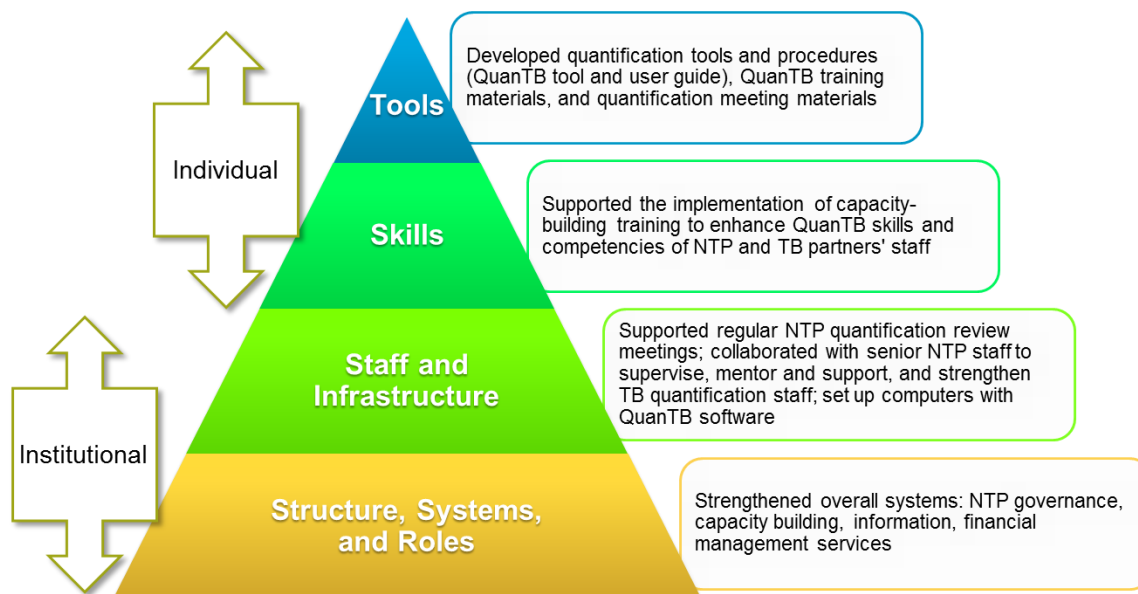 Tools
Developed quantification tools and procedures
(QuanTB tool and user guide), QuanTB training
materials, and quantification meeting materials
Individual
Skills
Supported the implementation of capacity-
building training to enhance QuanTB skills and
competencies of NTP and TB partners' staff
Staff and
Infrastructure
Supported regular NTP quantification review
meetings; collaborated with senior NTP staff to
supervise, mentor and support, and strengthen
TB quantification staff; set up computers with
QuanTB software
Institutional
Structure, Systems,
and Roles
Strengthened overall systems: NTP governance,
capacity building, information, financial
management services